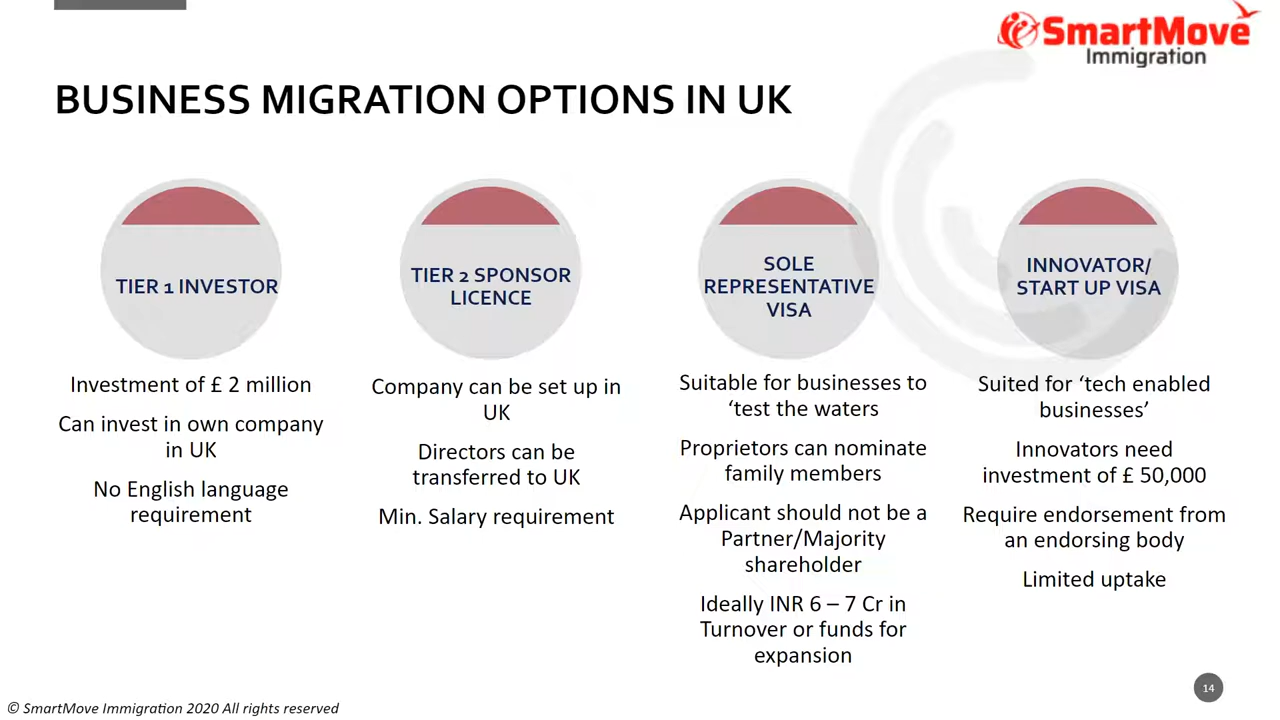 SmartMove
Immigration
BUSINESS MIGRATION OPTIONS IN UK
TIER 1 INVESTOR
Investment of £ 2 million
Can invest in own company
in UK
No English language
requirement
TIER 2 SPONSOR
LICENCE
Company can be set up in
UK
Directors can be
transferred to UK
Min. Salary requirement
SOLE
REPRESENTATIVE
VISA
Suitable for businesses to
‘test the waters
Proprietors can nominate
family members
Applicant should not be a
Partner/Majority
shareholder
Ideally INR 6 – 7 Cr in
Turnover or funds for
expansion
INNOVATOR/
START UP VISA
Suited for ‘tech enabled
businesses’
Innovators need
investment of £ 50,000
Require endorsement from
an endorsing body
Limited uptake
14
© SmartMove Immigration 2020 All rights reserved